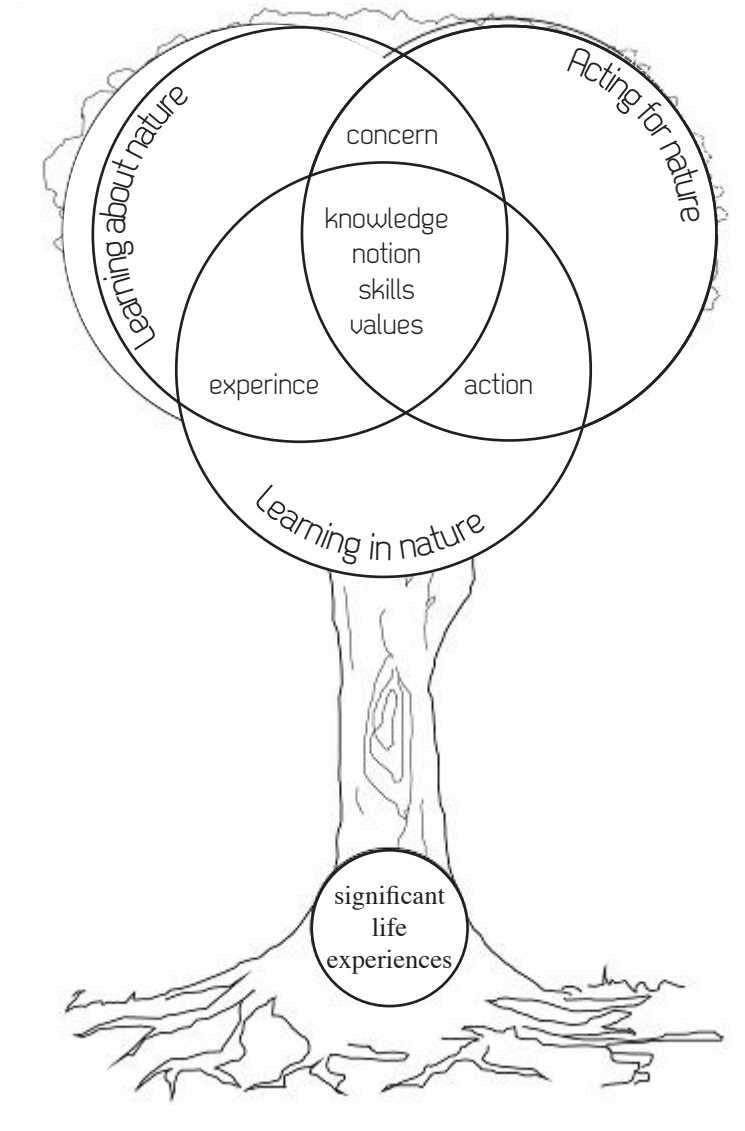 Learning about nature
Acting for nature
concern
knowledge
notion
skills
values
experince
action
Learning in nature
significant
life
experiences